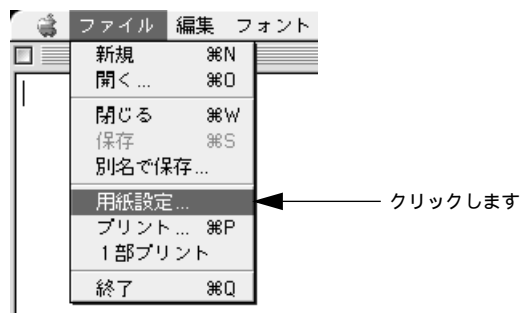 ファイル 編集 フォント
新規 ⌘N
開く... ⌘O
閉じる ⌘W
保存 ⌘S
別名で保存...
用紙設定...
クリックします
プリント... ⌘P
1部プリント
終了 ⌘Q